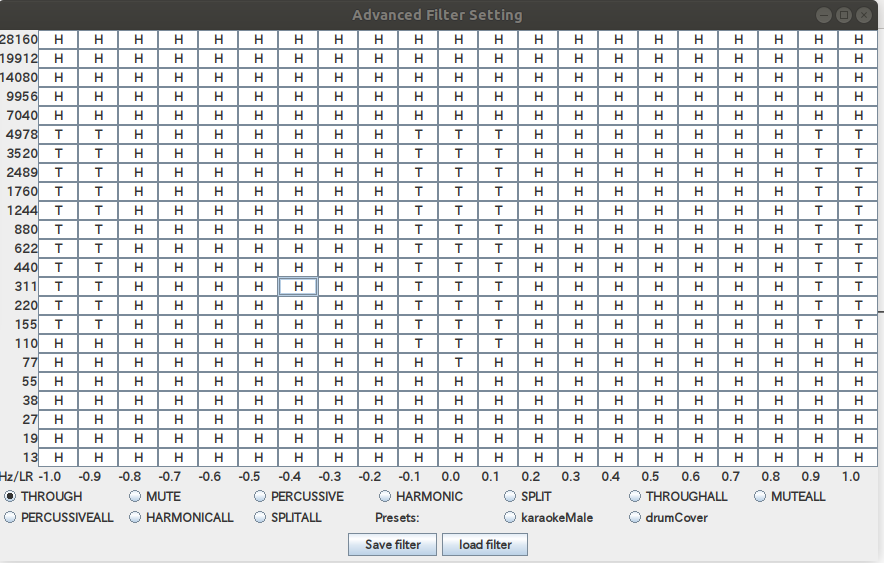 Advanced Filter Setting
28160 H H H H H H H H H H H H H H H H H H H H H
19912 H H H H H H H H H H H H H H H H H H H H H
14080 H H H H H H H H H H H H H H H H H H H H H
9956 H H H H H H H H H H H H H H H H H H H H H
7040 H H H H H H H H H H H H H H H H H H H H H
4978 T T H H H H H H H T T T H H H H H H H T T
3520 T T H H H H H H H T T T H H H H H H H T T
2489 T T H H H H H H H T T T H H H H H H H T T
1760 T T H H H H H H H T T T H H H H H H H T T
1244 T T H H H H H H H T T T H H H H H H H T T
880 T T H H H H H H H T T T H H H H H H H T T
622 T T H H H H H H H T T T H H H H H H H T T
440 T T H H H H H H H T T T H H H H H H H T T
311 T T H H H H H H H T T T H H H H H H H T T
220 T T H H H H H H H T T T H H H H H H H T T
155 T T H H H H H H H T T T H H H H H H H T T
110 H H H H H H H H H T T T H H H H H H H H H
77 H H H H H H H H H H T H H H H H H H H H H
55 H H H H H H H H H H H H H H H H H H H H H
38 H H H H H H H H H H H H H H H H H H H H H
27 H H H H H H H H H H H H H H H H H H H H H
19 H H H H H H H H H H H H H H H H H H H H H
13 H H H H H H H H H H H H H H H H H H H H H
Hz/LR -1.0 -0.9 -0.8 -0.7 -0.6 -0.5 -0.4 -0.3 -0.2 -0.1 0.0 0.1 0.2 0.3 0.4 0.5 0.6 0.7 0.8 0.9 1.0
THROUGH MUTE PERCUSSIVE HARMONIC SPLIT THROUGHALL MUTEALL
PERCUSSIVEALL HARMONICALL SPLITALL Presets: karaokeMale drumCover
Save filter load filter